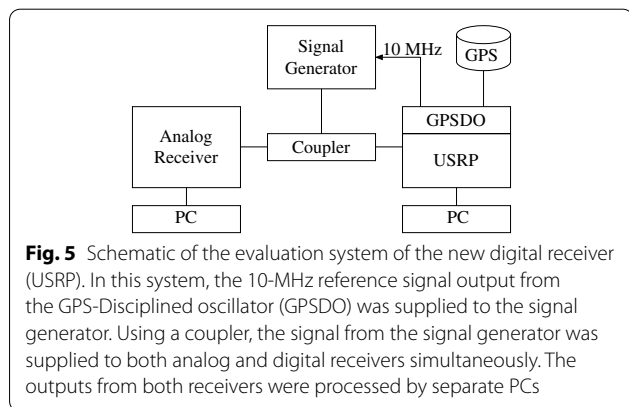 Signal
Generator
10 MHz
GPS
Analog
Receiver
Coupler
GPSDO
USRP
PC
PC
Fig. 5 Schematic of the evaluation system of the new digital receiver
(USRP). In this system, the 10-MHz reference signal output from
the GPS-Disciplined oscillator (GPSDO) was supplied to the signal
generator. Using a coupler, the signal from the signal generator was
supplied to both analog and digital receivers simultaneously. The
outputs from both receivers were processed by separate PCs